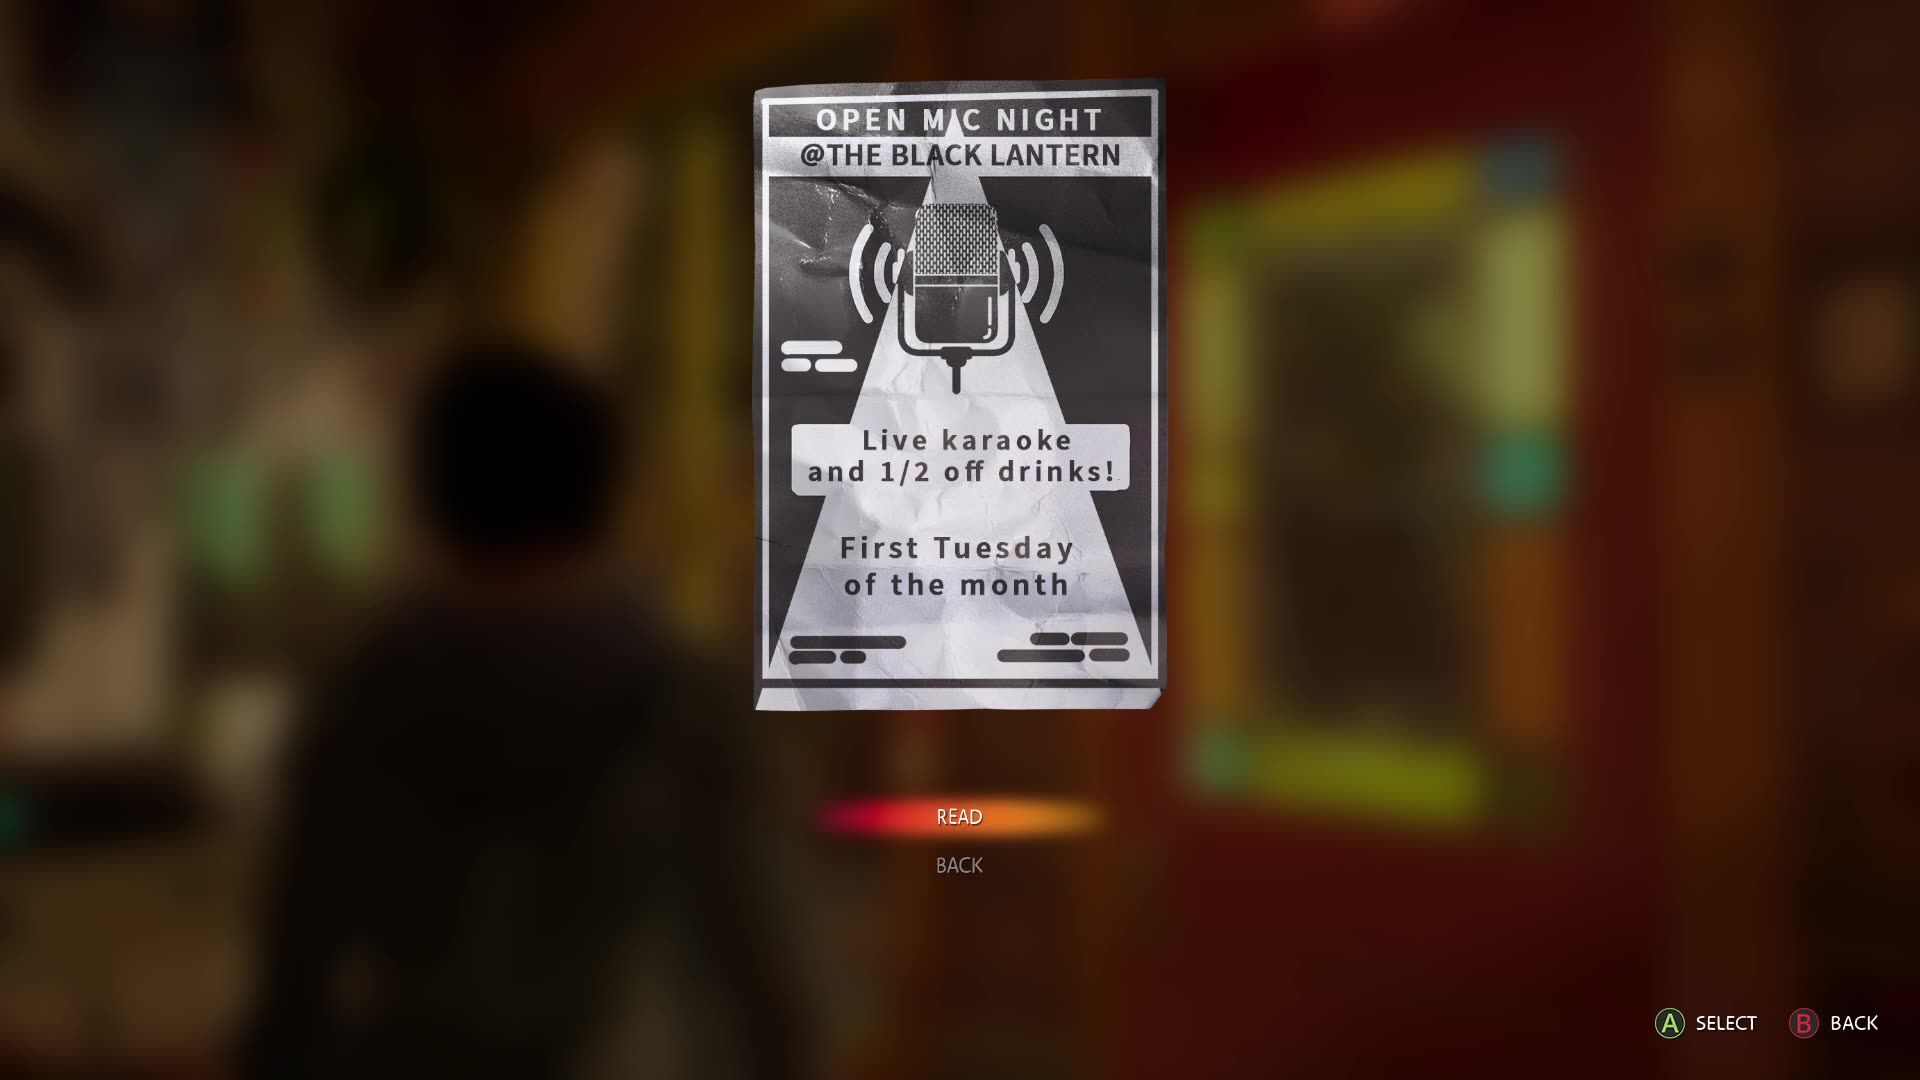 OPEN MIC NIGHT
@THE BLACK LANTERN
Live karaoke
and 1/2 off drinks!
First Tuesday
of the month
READ
BACK
A SELECT B BACK